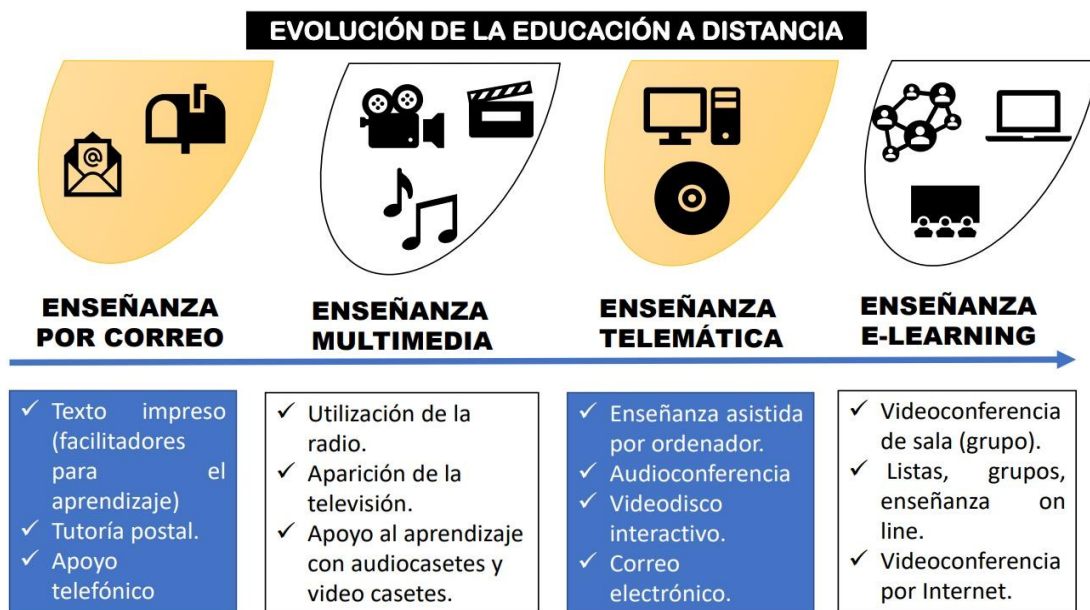 EVOLUCIÓN DE LA EDUCACIÓN A DISTANCIA
@
ENSEÑANZA
POR CORREO
ENSEÑANZA
MULTIMEDIA
ENSEÑANZA
TELEMÁTICA
ENSEÑANZA
E-LEARNING
✓ Texto impreso
(facilitadores
para el
aprendizaje)
✓ Tutoría postal.
✓ Apoyo
telefónico
✓ Utilización de la
radio.
✓ Aparición de la
televisión.
✓ Apoyo al aprendizaje
con audiocasetes y
video casetes.
✓ Enseñanza asistida
por ordenador.
✓ Audioconferencia
✓ Videodisco
interactivo.
✓ Correo
electrónico.
✓ Videoconferencia
de sala (grupo).
✓ Listas, grupos,
enseñanza on
line.
✓ Videoconferencia
por Internet.